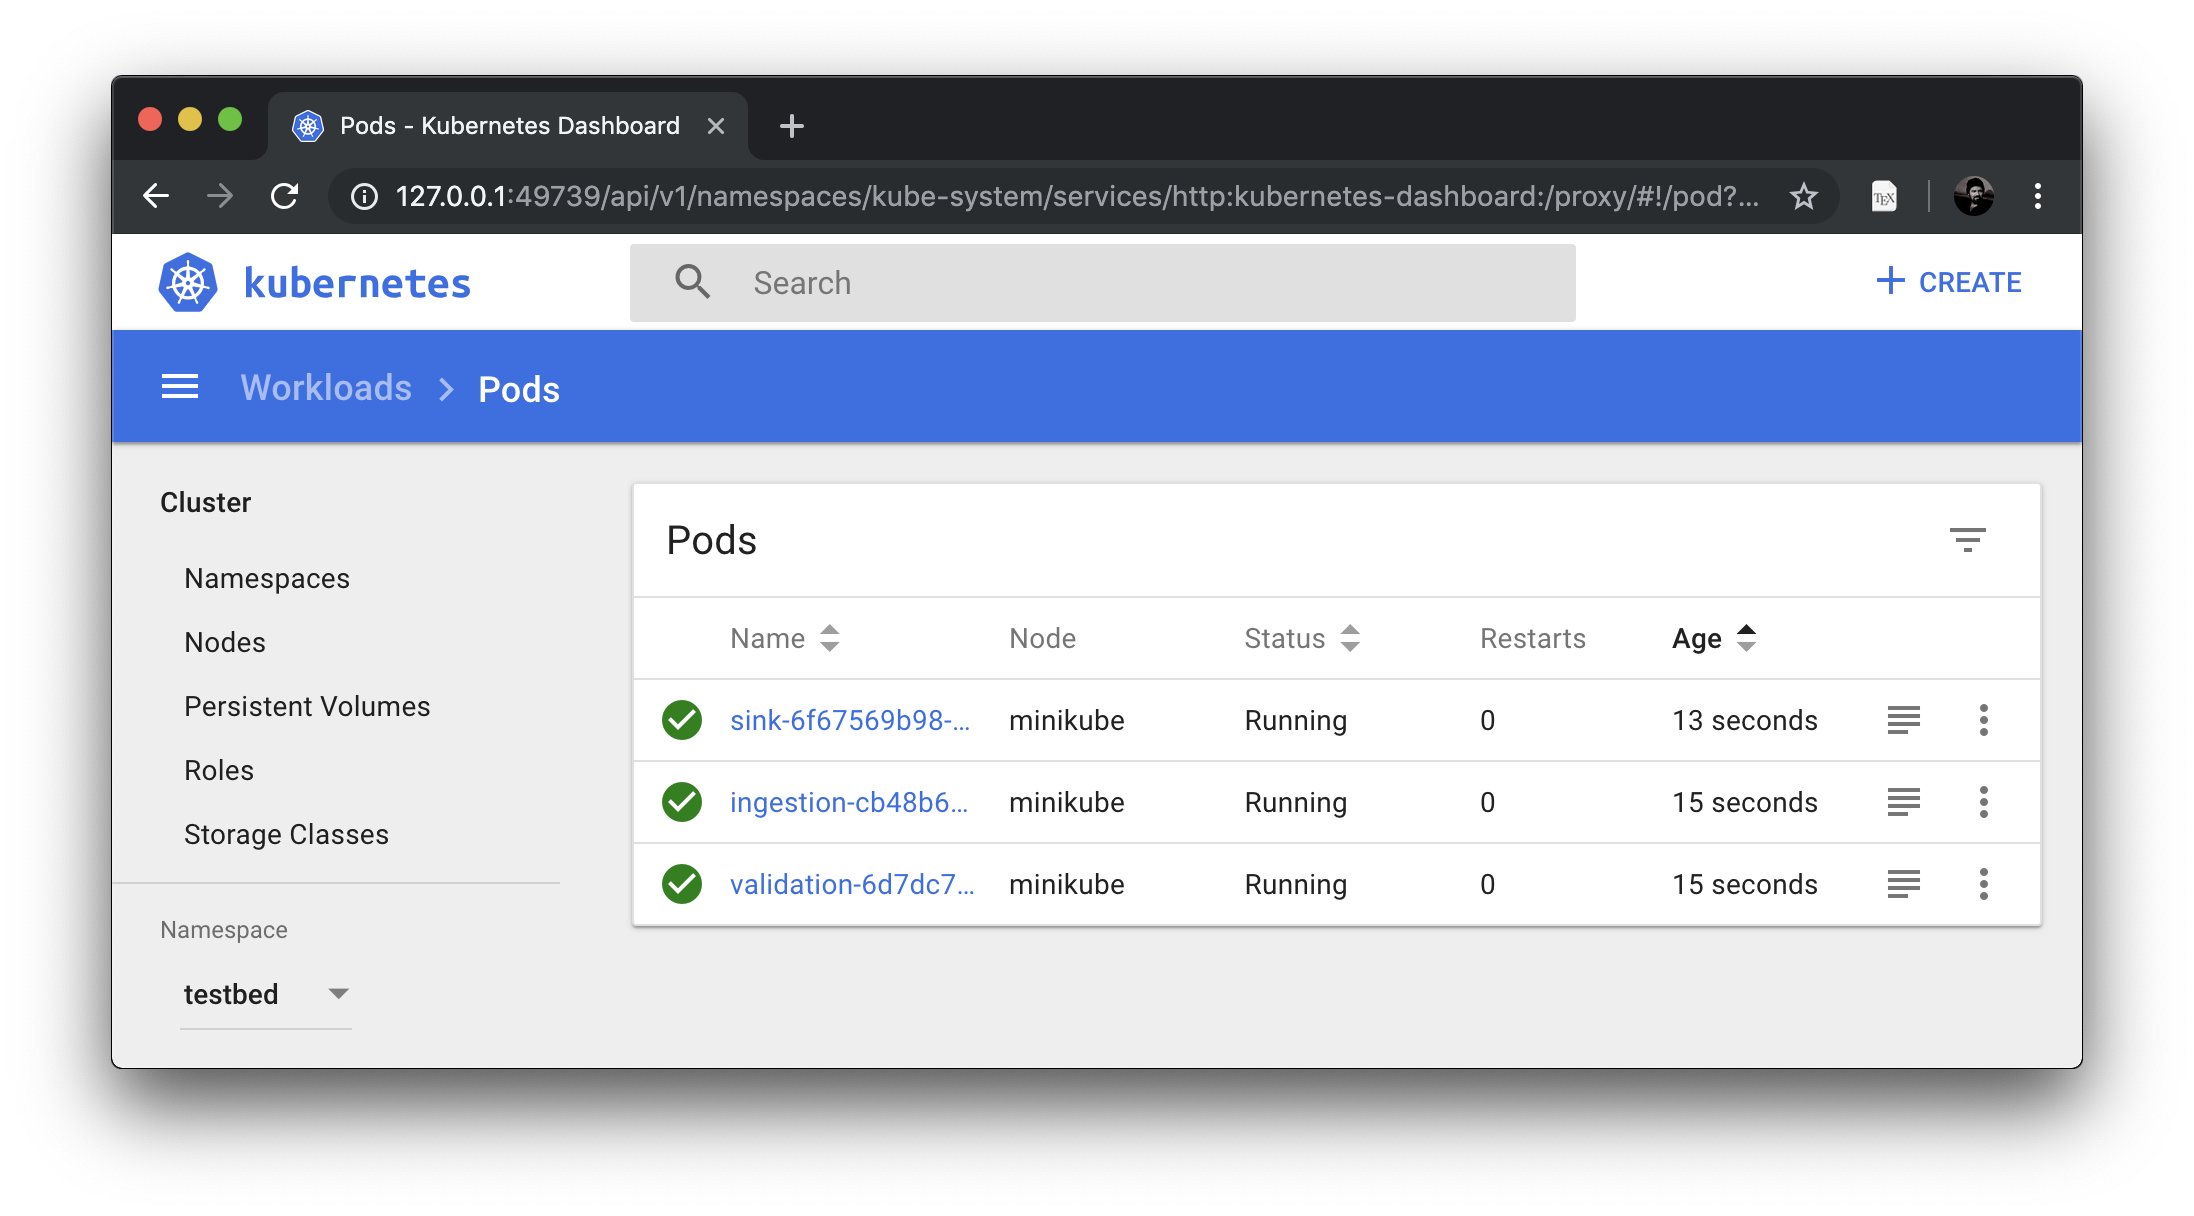 Pods - Kubernetes Dashboard
127.0.0.1:49739/api/v1/namespaces/kube-system/services/http:kubernetes-dashboard:/proxy/#!/pod?...
TEX
kubernetes
Search
CREATE
Workloads > Pods
Cluster
Namespaces
Nodes
Persistent Volumes
Roles
Storage Classes
Namespace
testbed
Pods
Name Node Status Restarts Age
sink-6f67569b98-... minikube Running 0 13 seconds
ingestion-cb48b6... minikube Running 0 15 seconds
validation-6d7dc7... minikube Running 0 15 seconds